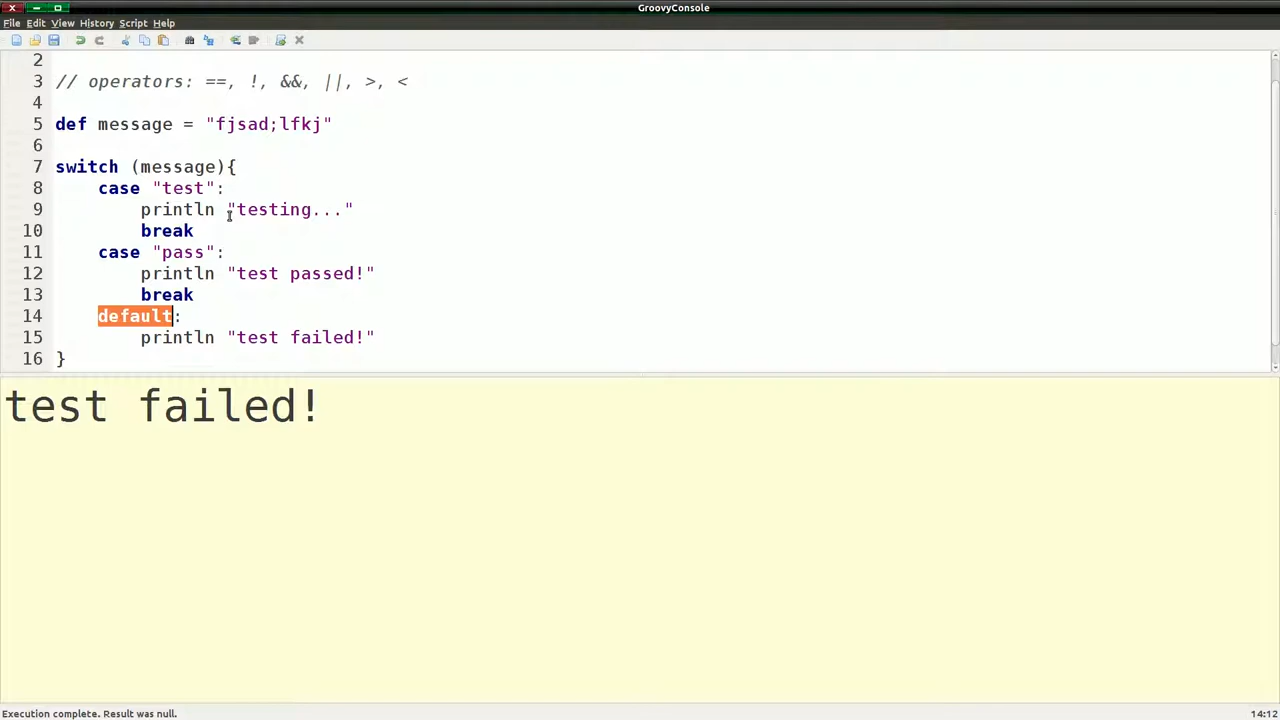 GroovyConsole
File Edit View History Script Help
2
3 // operators: ==, !, &&, ||, >, <
4
5 def message = "fjsad;lfkj"
6
7 switch (message){
8     case "test":
9         println "testing..."
10         break
11     case "pass":
12         println "test passed!"
13         break
14     default:
15         println "test failed!"
16 }
test failed!
Execution complete. Result was null. 14:12